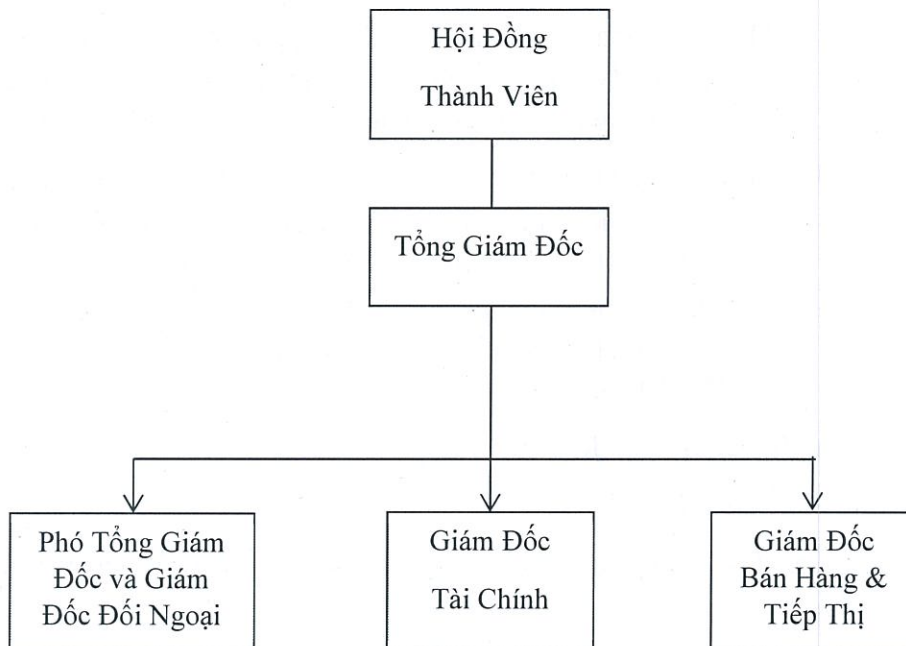 Hội Đồng
Thành Viên
Tổng Giám Đốc
Phó Tổng Giám
Đốc và Giám
Đốc Đối Ngoại
Giám Đốc
Tài Chính
Giám Đốc
Bán Hàng &
Tiếp Thị